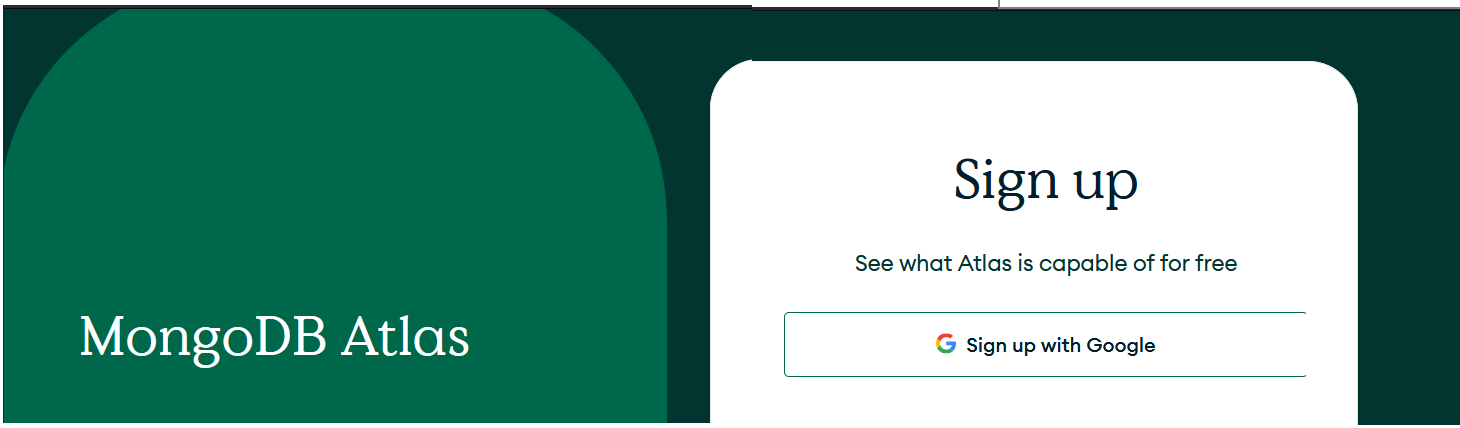 MongoDB Atlas
Sign up
See what Atlas is capable of for free
Sign up with Google